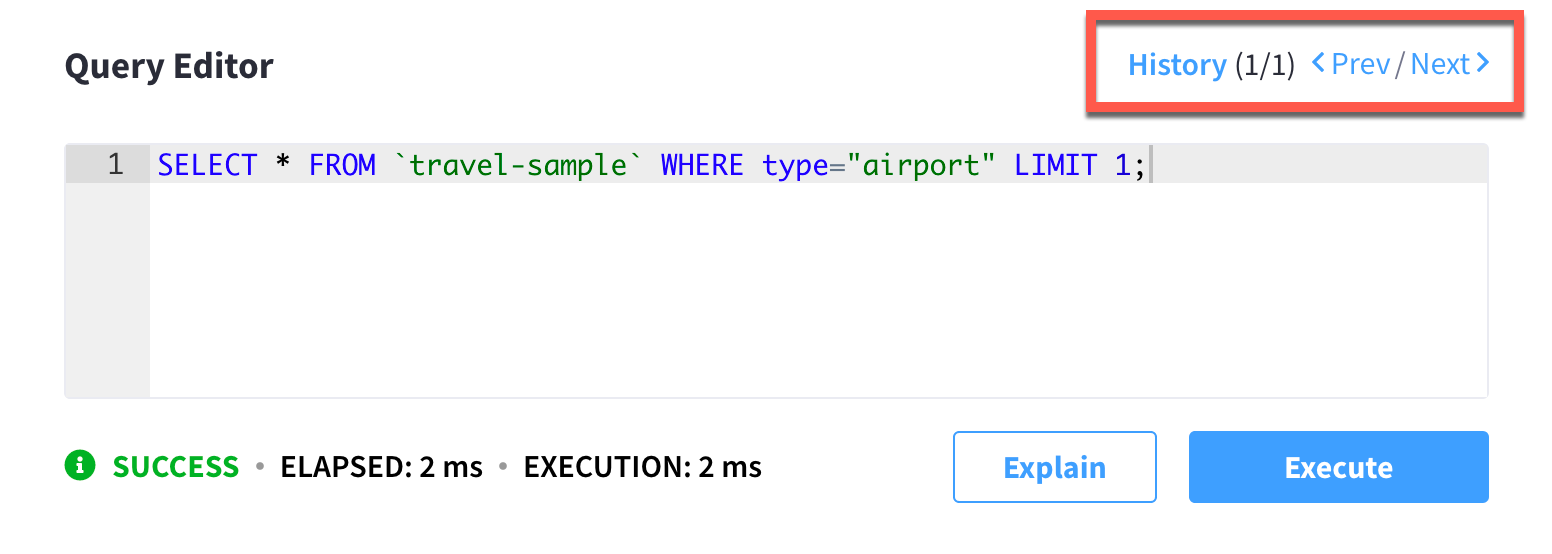 Query Editor
History (1/1) < Prev / Next >
1 SELECT * FROM `travel-sample` WHERE type="airport" LIMIT 1;
SUCCESS • ELAPSED: 2 ms • EXECUTION: 2 ms
Explain
Execute